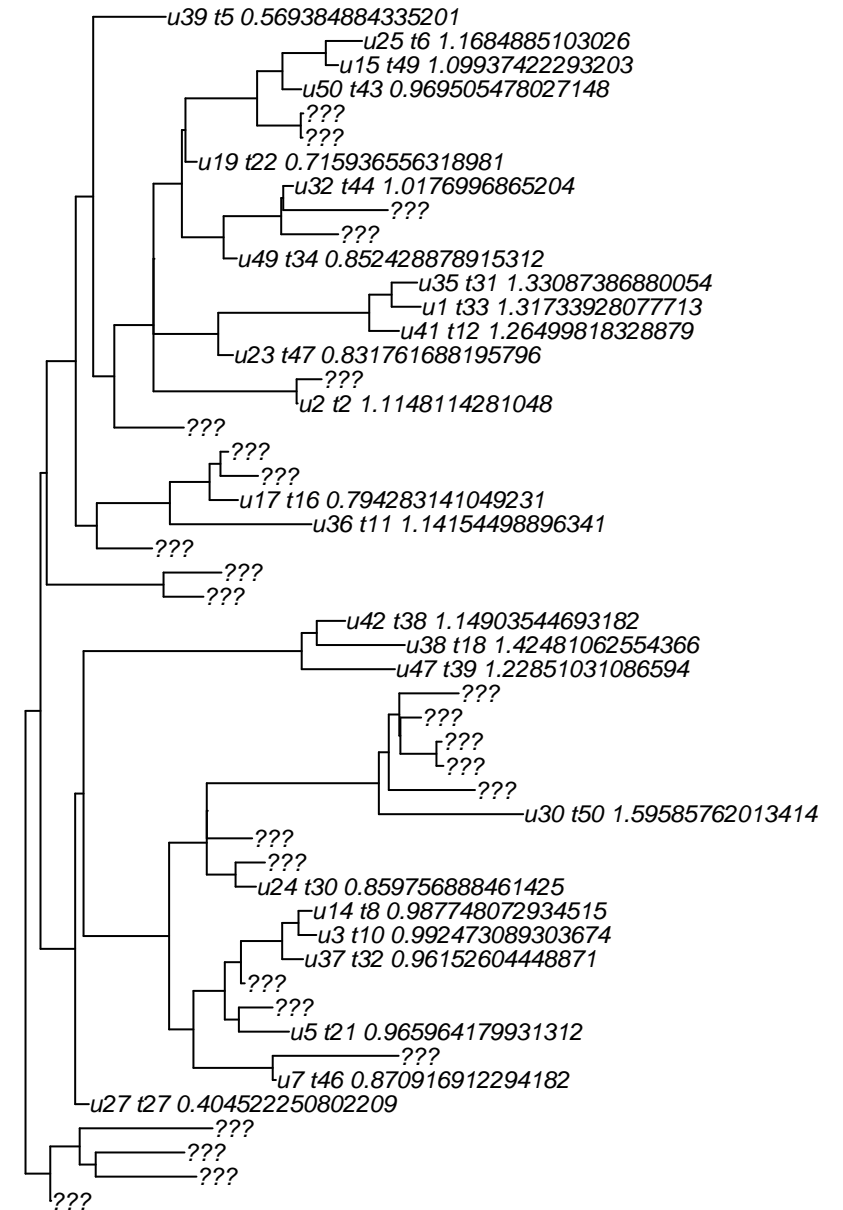 u39 t5 0.569384884335201
u25 t6 1.1684885103026
u15 t49 1.09937422293203
u50 t43 0.969505478027148
???
???
u19 t22 0.715936556318981
u32 t44 1.0176996865204
???
???
u49 t34 0.852428878915312
u35 t31 1.33087386880054
u1 t33 1.31733928077713
u41 t12 1.26499818328879
u23 t47 0.831761688195796
???
u2 t2 1.1148114281048
???
???
???
u17 t16 0.794283141049231
u36 t11 1.14154498896341
???
???
???
u42 t38 1.14903544693182
u38 t18 1.42481062554366
u47 t39 1.22851031086594
???
???
???
???
???
u30 t50 1.59585762013414
???
???
u24 t30 0.859756888461425
u14 t8 0.987748072934515
u3 t10 0.992473089303674
u37 t32 0.96152604448871
???
???
u5 t21 0.965964179931312
???
u7 t46 0.870916912294182
u27 t27 0.404522250802209
???
???
???
???